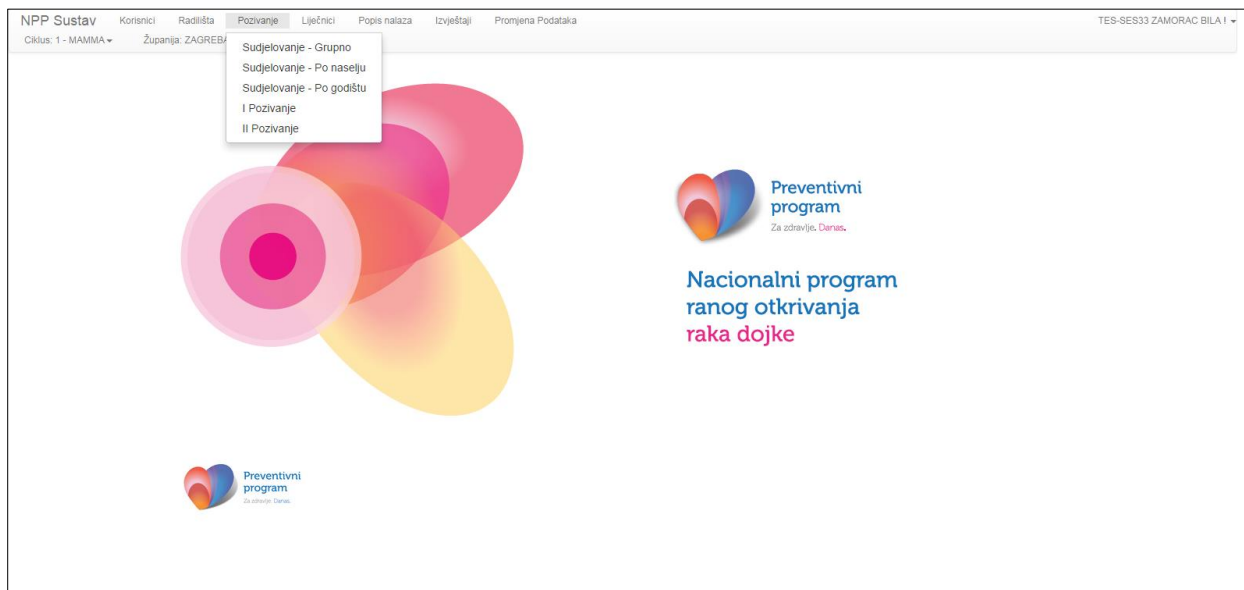 NPP Sustav Korisnici Radilišta Pozivanje Liječnici Popis nalaza Izvještaji Promjena Podataka TES-SES33 ZAMORAC BILA !
Ciklus: 1 - MAMMA Županija: ZAGREBA
Sudjelovanje - Grupno
Sudjelovanje - Po naselju
Sudjelovanje - Po godištu
I Pozivanje
II Pozivanje
Preventivni
program
Za zdravlje. Danas.
Nacionalni program
ranog otkrivanja
raka dojke
Preventivni
program
Za zdravlje. Danas.